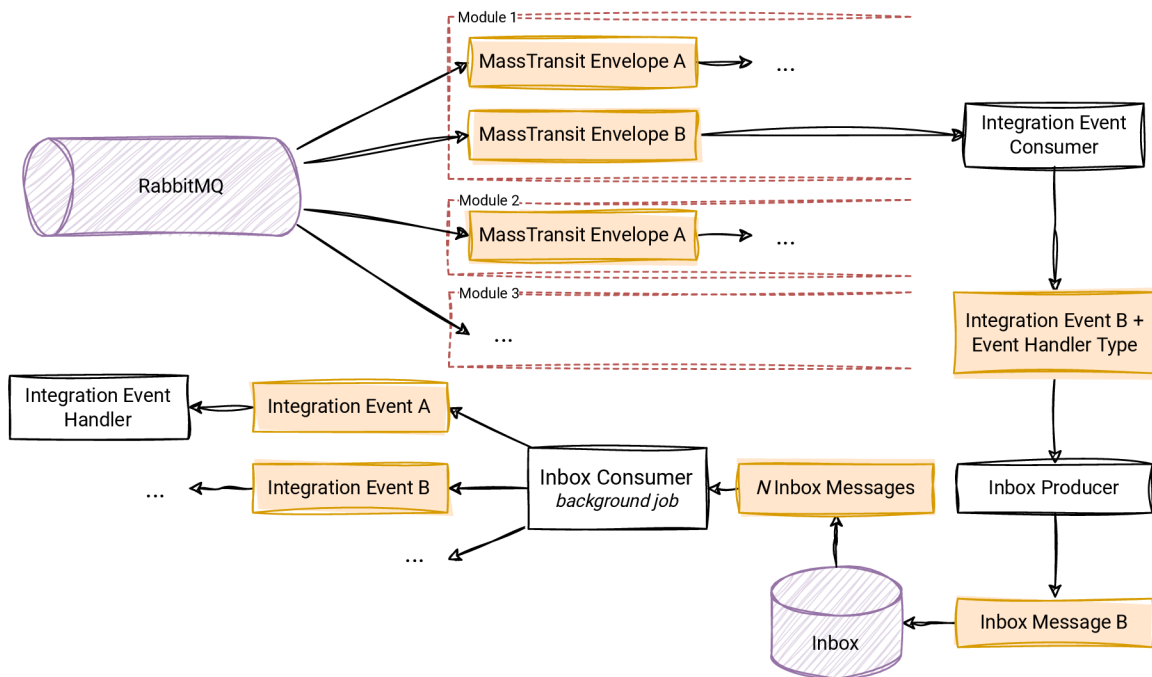 Module 1
MassTransit Envelope A
...
MassTransit Envelope B
Integration Event
Consumer
RabbitMQ
Module 2
MassTransit Envelope A
...
Module 3
...
Integration Event B +
Event Handler Type
Integration Event
Handler
Integration Event A
Integration Event B
...
...
Inbox Consumer
background job
N Inbox Messages
Inbox Producer
Inbox
Inbox Message B